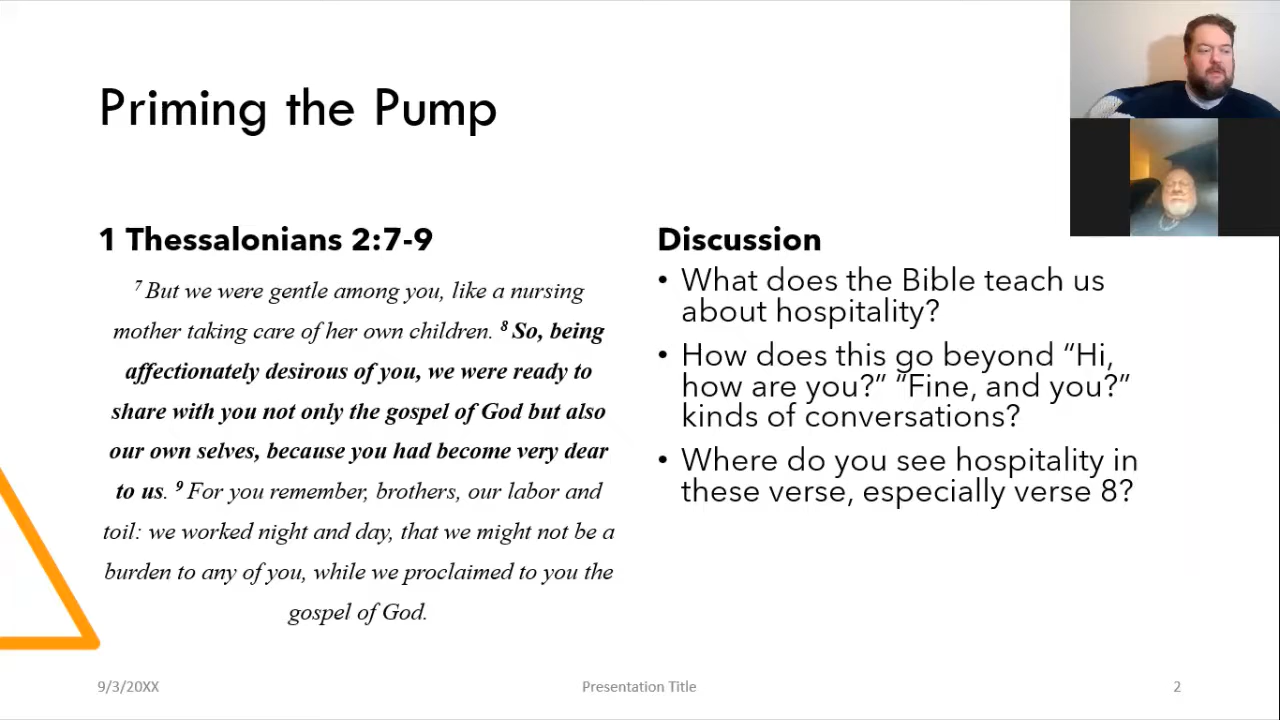 Priming the Pump
1 Thessalonians 2:7-9
7 But we were gentle among you, like a nursing
mother taking care of her own children. 8 So, being
affectionately desirous of you, we were ready to
share with you not only the gospel of God but also
our own selves, because you had become very dear
to us. 9 For you remember, brothers, our labor and
toil: we worked night and day, that we might not be a
burden to any of you, while we proclaimed to you the
gospel of God.
Discussion
• What does the Bible teach us
about hospitality?
• How does this go beyond “Hi,
how are you?” “Fine, and you?”
kinds of conversations?
• Where do you see hospitality in
these verse, especially verse 8?
9/3/20XX
Presentation Title
2